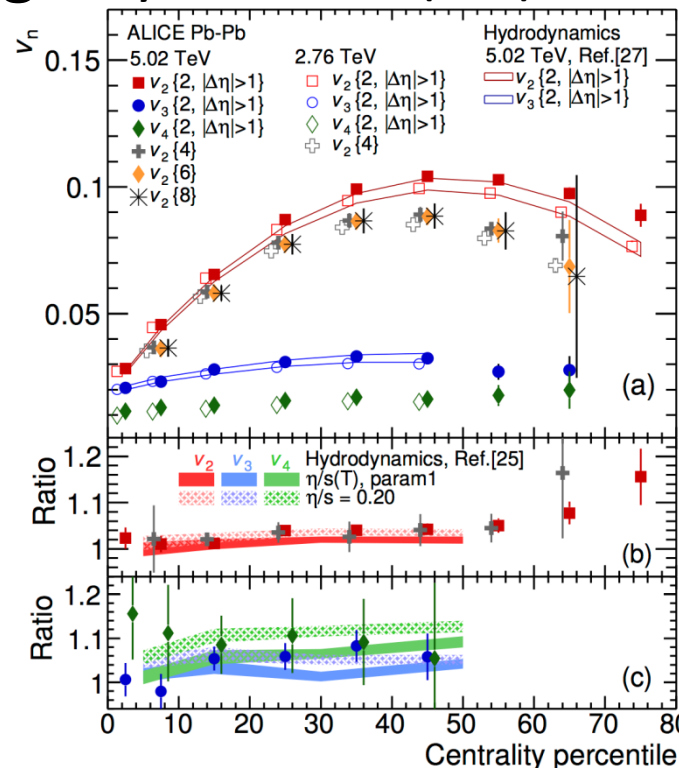 ALICE Pb-Pb
5.02 TeV
v₂{2, |Δη|>1}
v₃{2, |Δη|>1}
v₄{2, |Δη|>1}
v₂{4}
v₂{6}
v₂{8}
2.76 TeV
v₂{2, |Δη|>1}
v₃{2, |Δη|>1}
v₄{2, |Δη|>1}
v₂{4}
Hydrodynamics
5.02 TeV, Ref.[27]
v₂{2, |Δη|>1}
v₃{2, |Δη|>1}
vₙ
0.15
0.1
0.05
(a)
Ratio
1.2
1.1
1
v₂ v₃ v₄ Hydrodynamics, Ref.[25]
η/s(T), param1
η/s = 0.20
(b)
Ratio
1.2
1.1
1
(c)
0 10 20 30 40 50 60 70 80
Centrality percentile